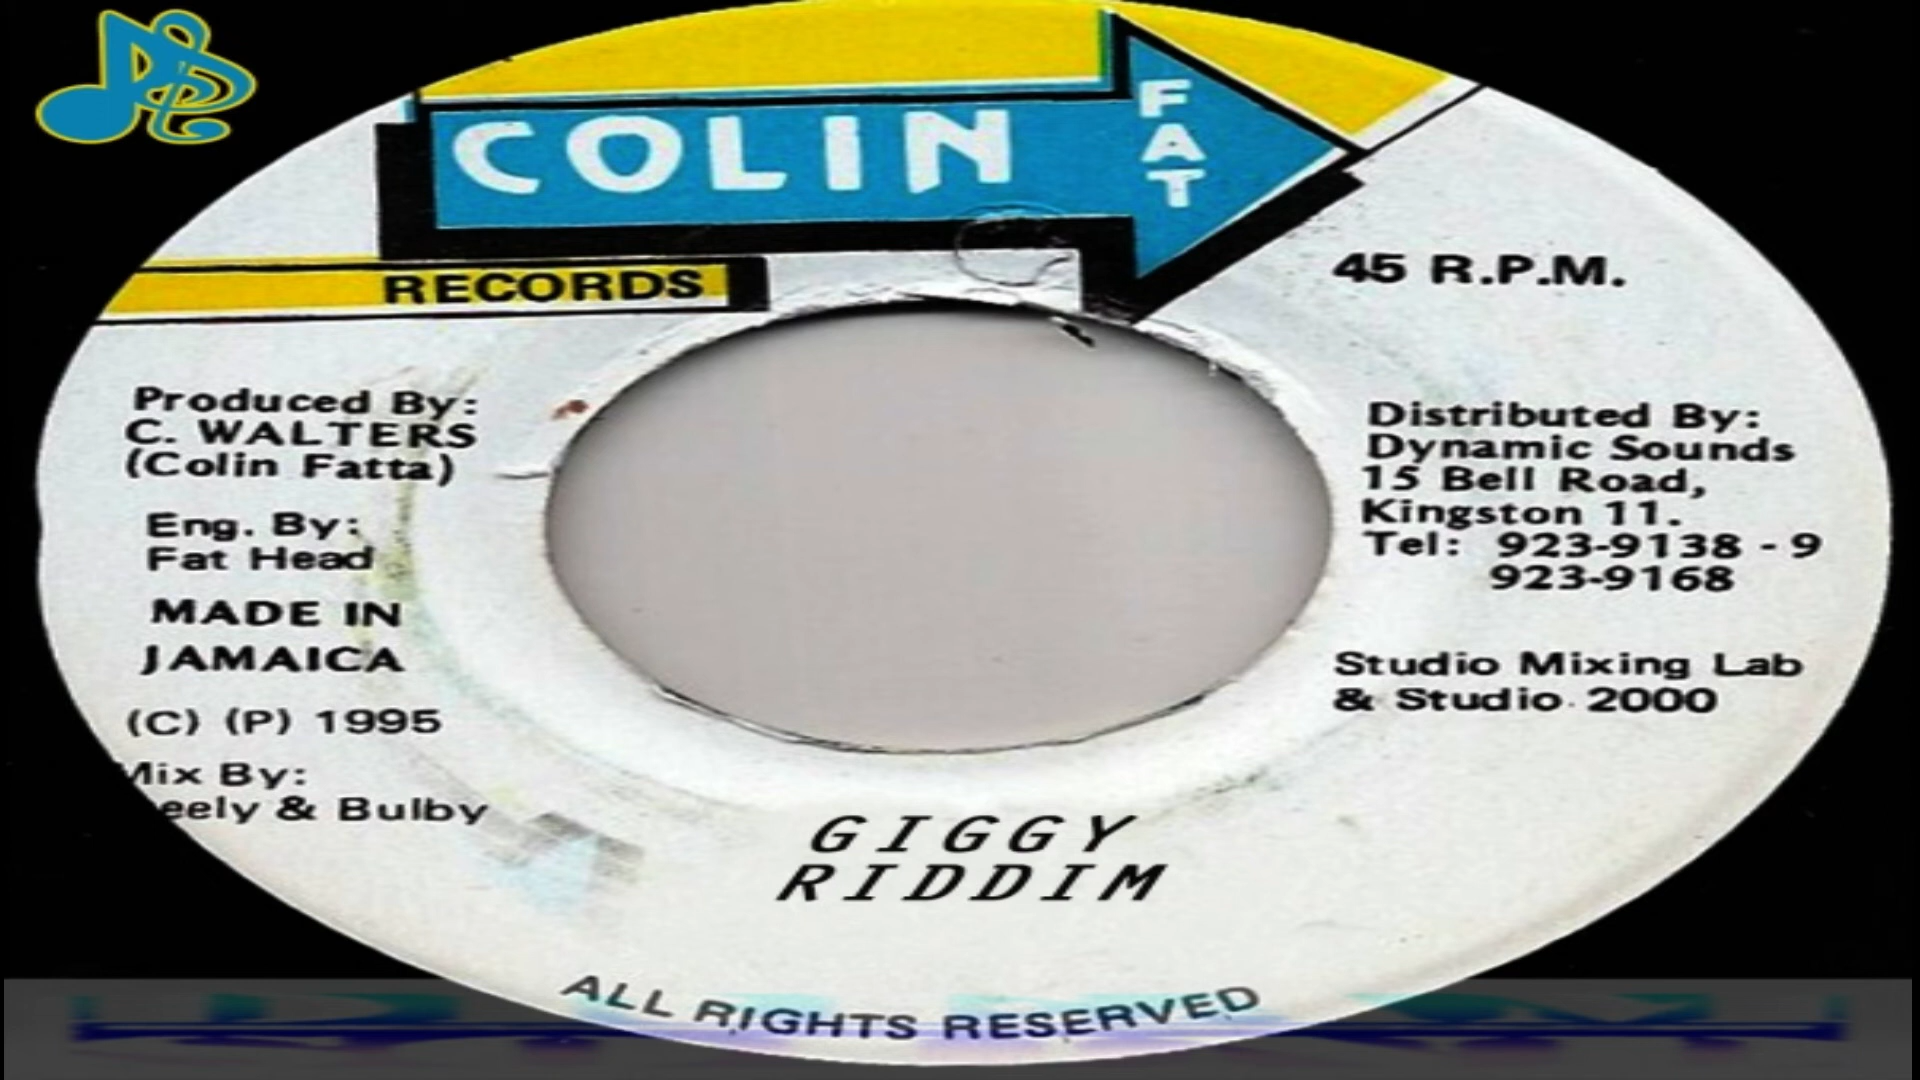 COLIN
FAT
RECORDS
45 R.P.M.
Produced By:
C. WALTERS
(Colin Fatta)
Eng. By:
Fat Head
MADE IN
JAMAICA
(C) (P) 1995
Mix By:
& Bulby
Distributed By:
Dynamic Sounds
15 Bell Road,
Kingston 11.
Tel: 923-9138 - 9
923-9168
Studio Mixing Lab
& Studio 2000
GIGGY
RIDDIM
ALL RIGHTS RESERVED